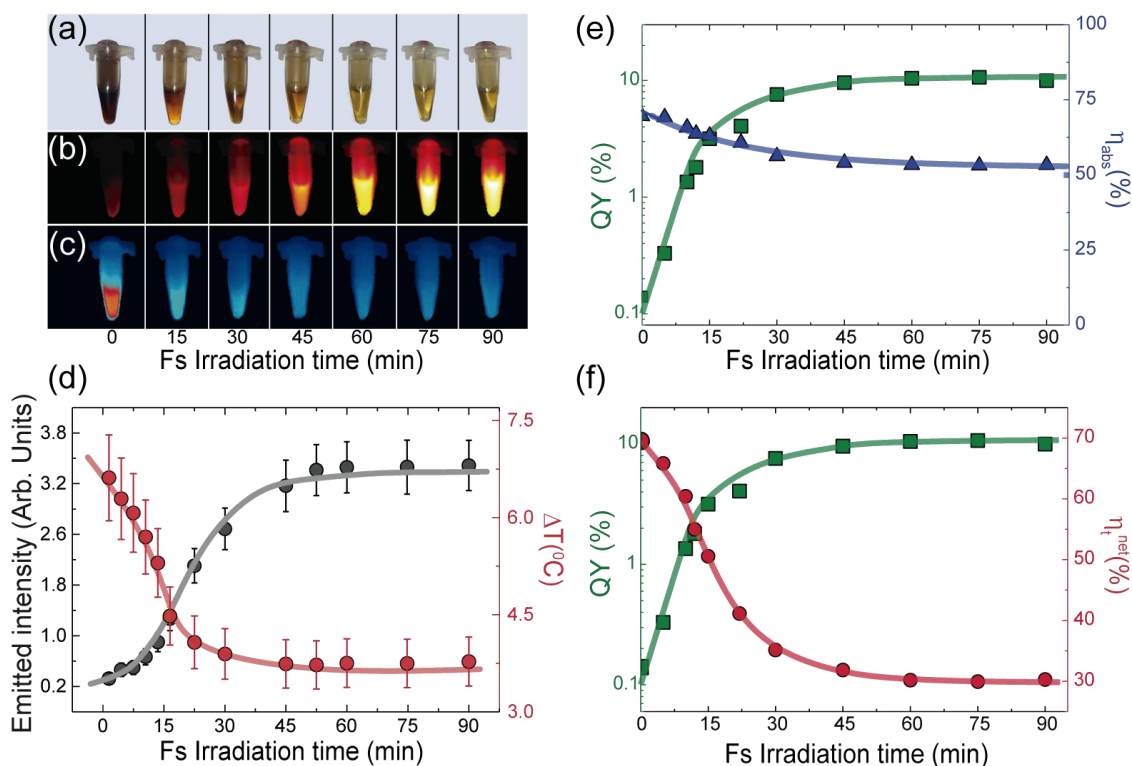 (a)
(b)
(c)
0 15 30 45 60 75 90
Fs Irradiation time (min)
(d)
Emitted intensity (Arb. Units)
3.8
3.2
2.6
1.8
1.0
0.2
7.5
6.0
4.5
3.0
ΔT(⁰C)
0 15 30 45 60 75 90
Fs Irradiation time (min)
(e)
QY (%)
10
1
0.1
100
75
50
25
0
ηabs (%)
0 15 30 45 60 75 90
Fs Irradiation time (min)
(f)
QY (%)
10
1
0.1
70
60
50
40
30
ηt net(%)
0 15 30 45 60 75 90
Fs Irradiation time (min)